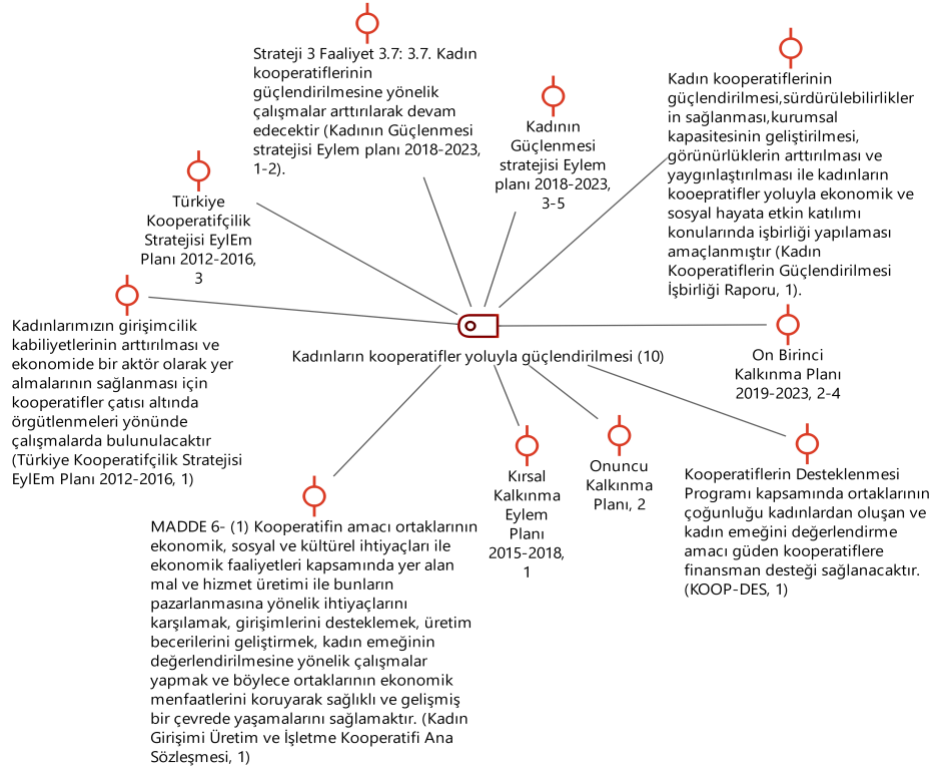 Strateji 3 Faaliyet 3.7: 3.7. Kadın
kooperatiflerinin
güçlendirilmesine yönelik
çalışmalar arttırılarak devam
edecektir (Kadının Güçlenmesi
stratejisi Eylem planı 2018-2023,
1-2).
Kadının
Güçlenmesi
stratejisi Eylem
planı 2018-2023,
3-5
Kadın kooperatiflerinin
güçlendirilmesi,sürdürülebilirlikler
in sağlanması,kurumsal
kapasitesinin geliştirilmesi,
görünürlüklerin arttırılması ve
yaygınlaştırılması ile kadınların
kooepratifler yoluyla ekonomik ve
sosyal hayata etkin katılımı
konularında işbirliği yapılaması
amaçlanmıştır (Kadın
Kooperatiflerin Güçlendirilmesi
İşbirliği Raporu, 1).
Türkiye
Kooperatifçilik
Stratejisi EylEm
Planı 2012-2016,
3
Kadınlarımızın girişimcilik
kabiliyetlerinin arttırılması ve
ekonomide bir aktör olarak yer
almalarının sağlanması için
kooperatifler çatısı altında
örgütlenmeleri yönünde
çalışmalarda bulunulacaktır
(Türkiye Kooperatifçilik Stratejisi
EylEm Planı 2012-2016, 1)
Kadınların kooperatifler yoluyla güçlendirilmesi (10)
On Birinci
Kalkınma Planı
2019-2023, 2-4
MADDE 6- (1) Kooperatifin amacı ortaklarının
ekonomik, sosyal ve kültürel ihtiyaçları ile
ekonomik faaliyetleri kapsamında yer alan
mal ve hizmet üretimi ile bunların
pazarlanmasına yönelik ihtiyaçlarını
karşılamak, girişimlerini desteklemek, üretim
becerilerini geliştirmek, kadın emeğinin
değerlendirilmesine yönelik çalışmalar
yapmak ve böylece ortaklarının ekonomik
menfaatlerini koruyarak sağlıklı ve gelişmiş
bir çevrede yaşamalarını sağlamaktır. (Kadın
Girişimi Üretim ve İşletme Kooperatifi Ana
Sözleşmesi, 1)
Kırsal
Kalkınma
Eylem
Planı
2015-2018,
1
Onuncu
Kalkınma
Planı, 2
Kooperatiflerin Desteklenmesi
Programı kapsamında ortaklarının
çoğunluğu kadınlardan oluşan ve
kadın emeğini değerlendirme
amacı güden kooperatiflere
finansman desteği sağlanacaktır.
(KOOP-DES, 1)